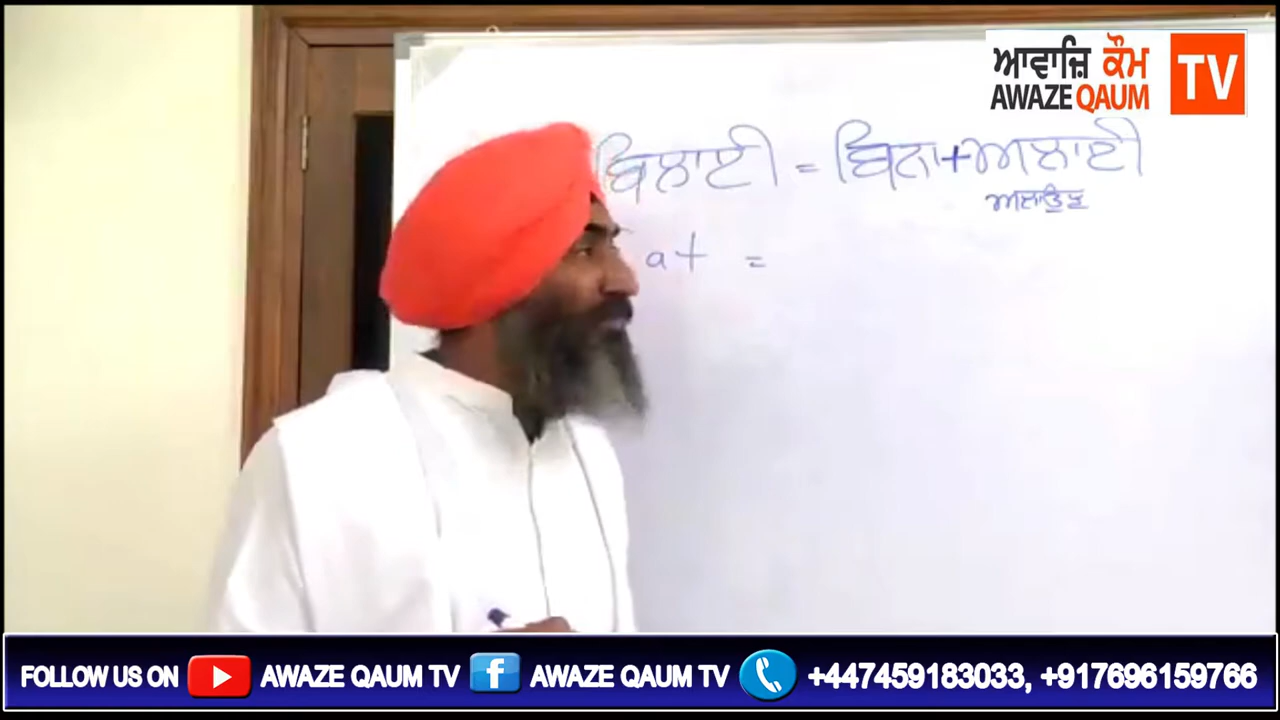 ਆਵਾਜ਼ਿ ਕੌਮ TV
AWAZE QAUM
ਬਿਲਾਈ = ਬਿਨਾ+ਅਲਾਈ
ਅਲਾਉਣ
at =
FOLLOW US ON AWAZE QAUM TV AWAZE QAUM TV +447459183033, +917696159766